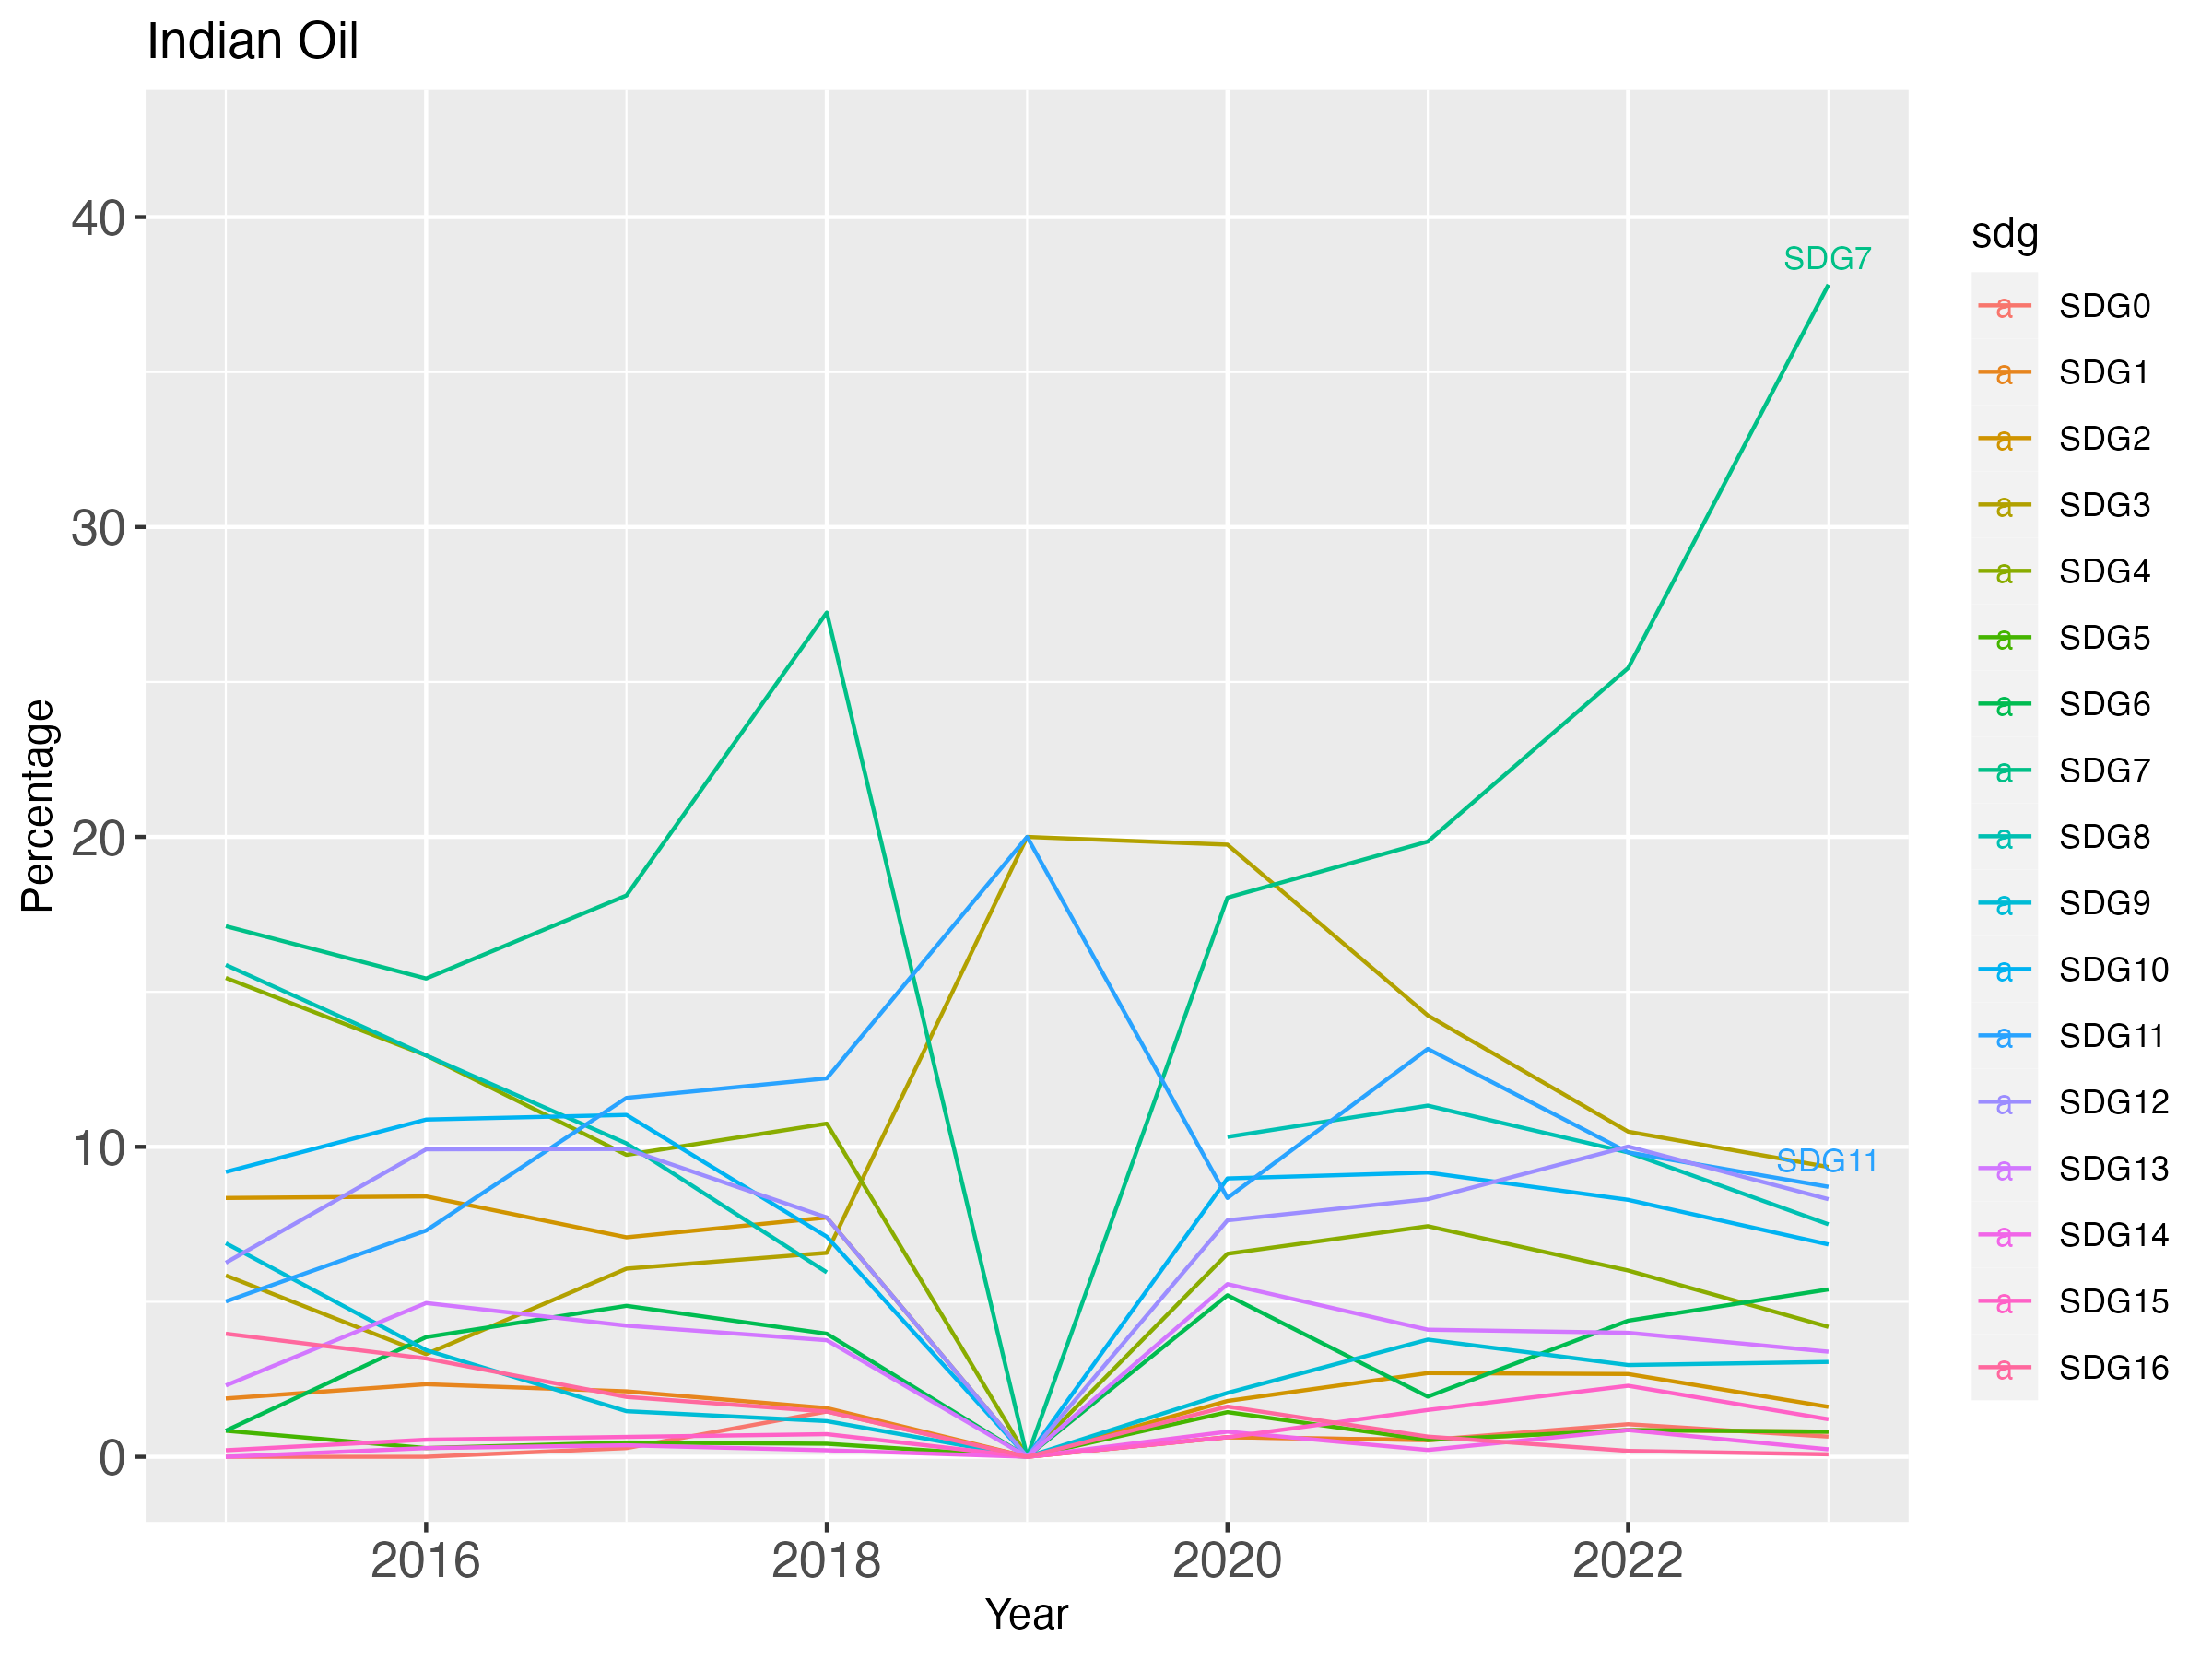 Indian Oil
40
30
20
10
0
Percentage
2016
2018
2020
2022
Year
SDG7
SDG11
sdg
a SDG0
a SDG1
a SDG2
a SDG3
a SDG4
a SDG5
a SDG6
a SDG7
a SDG8
a SDG9
a SDG10
a SDG11
a SDG12
a SDG13
a SDG14
a SDG15
a SDG16